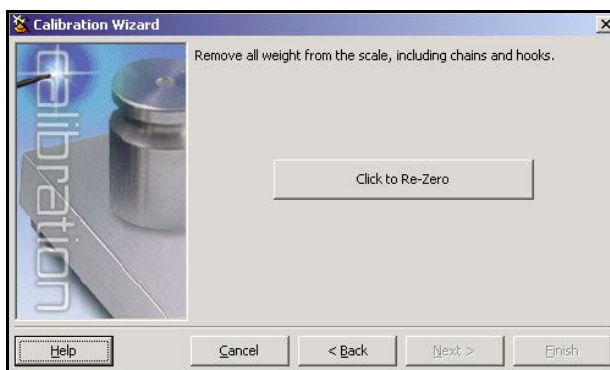 Calibration Wizard
Remove all weight from the scale, including chains and hooks.
calibration
Click to Re-Zero
Help
Cancel
< Back
Next >
Finish